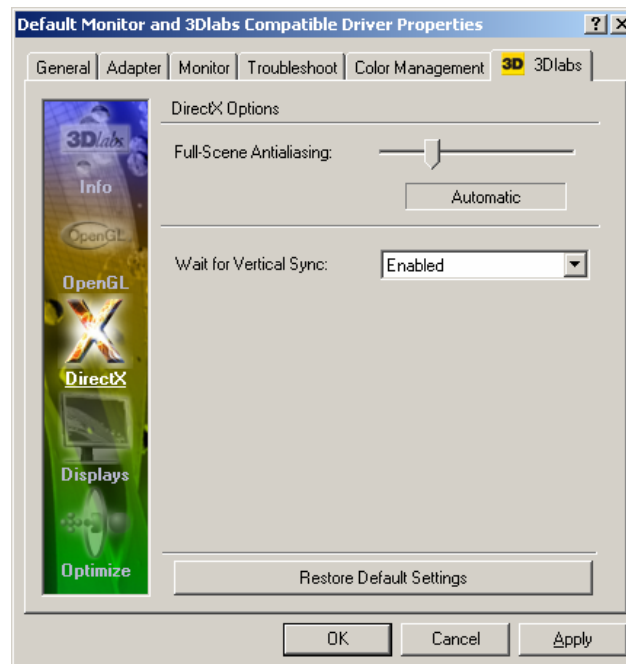 Default Monitor and 3Dlabs Compatible Driver Properties
General Adapter Monitor Troubleshoot Color Management 3D 3Dlabs
3Dlabs
Info
OpenGL
OpenGL
X
DirectX
Displays
Optimize
DirectX Options
Full-Scene Antialiasing:
Automatic
Wait for Vertical Sync: Enabled
Restore Default Settings
OK Cancel Apply